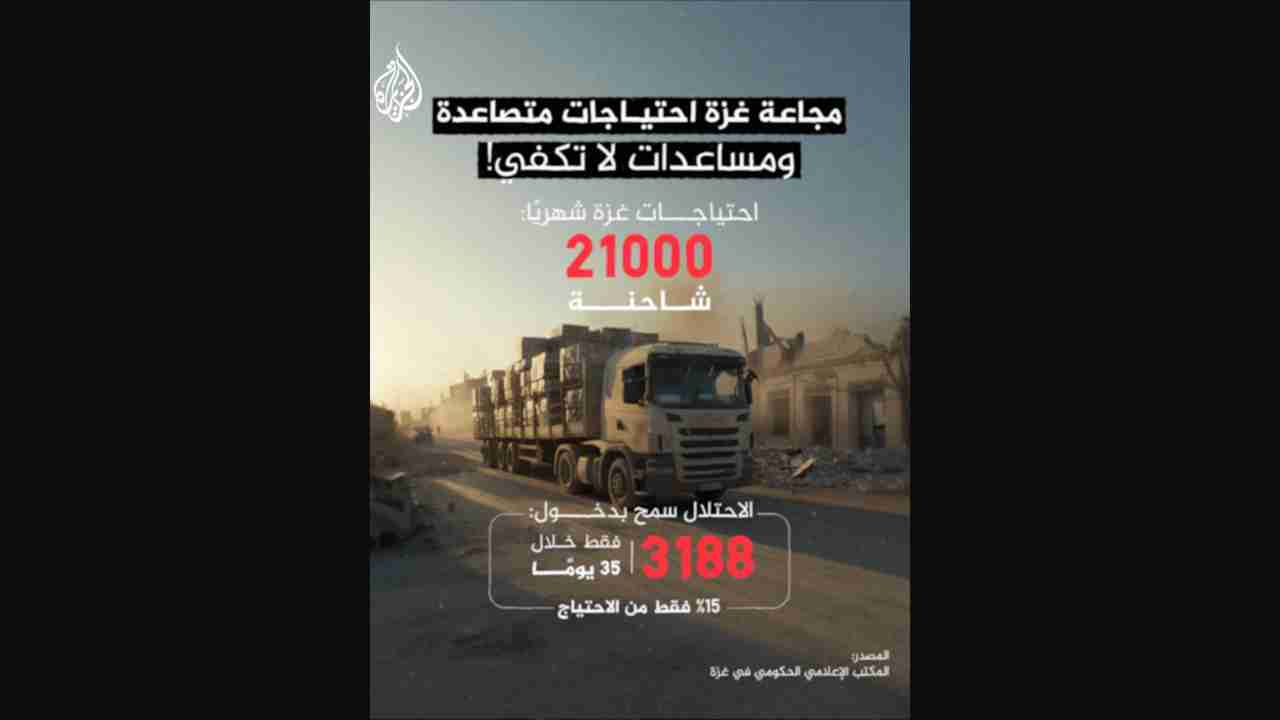 الجزيرة
مجاعة غزة احتياجات متصاعدة
ومساعدات لا تكفي!
احتياجات غزة شهريًا:
21000
شاحنة
الاحتلال سمح بدخول:
3188
فقط خلال
35 يومًا
15% فقط من الاحتياج
المصدر:
المكتب الإعلامي الحكومي في غزة